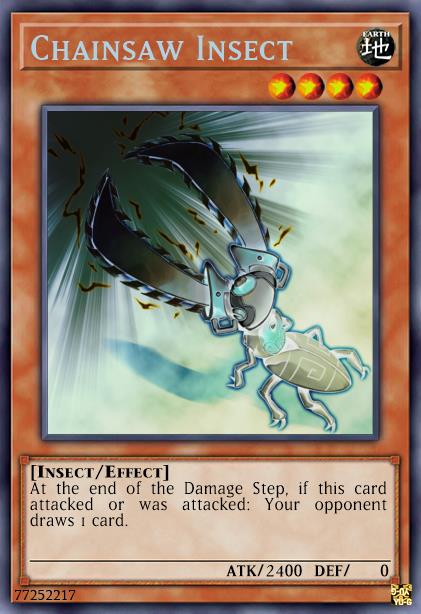 Chainsaw Insect
EARTH
地
[Insect/Effect]
At the end of the Damage Step, if this card
attacked or was attacked: Your opponent
draws 1 card.
ATK/2400 DEF/ 0
77252217